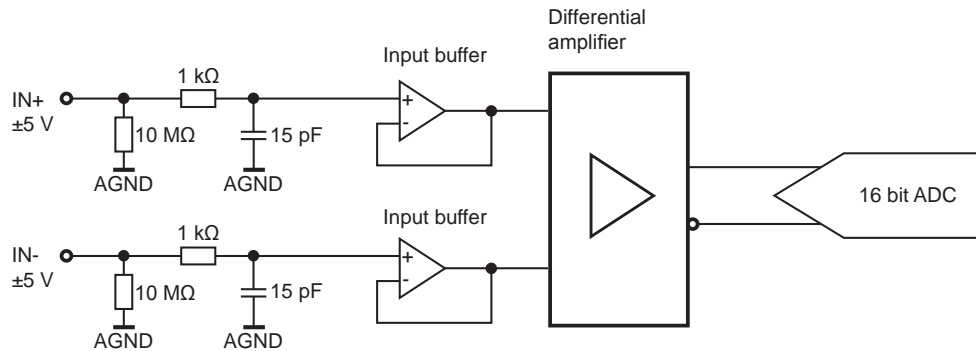 Differential
amplifier
Input buffer
1 kΩ
IN+
±5 V
+
-
10 MΩ
15 pF
AGND
AGND
16 bit ADC
Input buffer
1 kΩ
IN-
±5 V
+
-
10 MΩ
15 pF
AGND
AGND